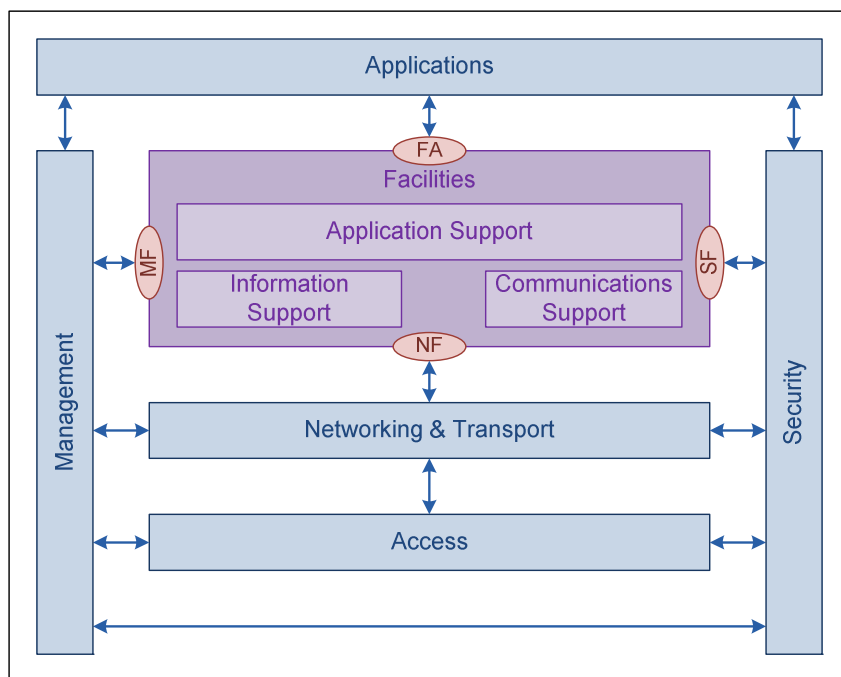 Applications
FA
Facilities
Application Support
MF
SF
Information
Support
Communications
Support
NF
Management
Networking & Transport
Security
Access